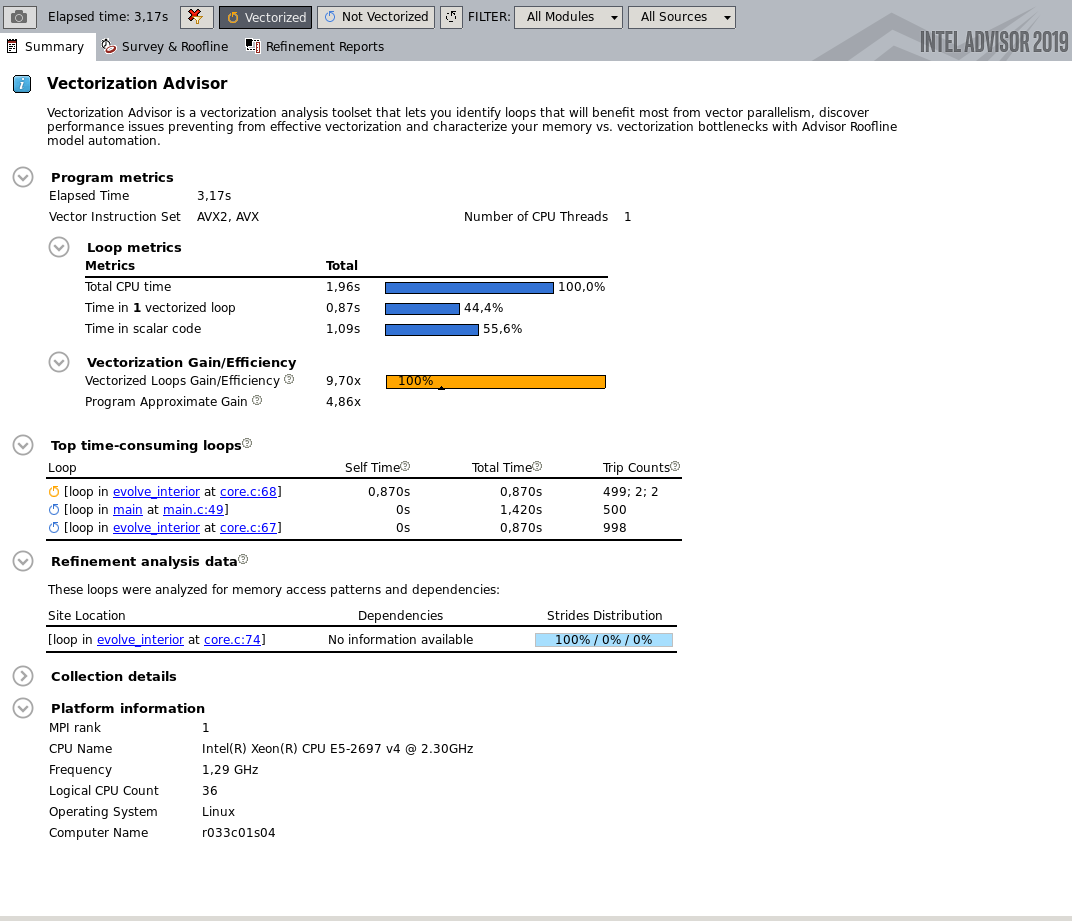 Elapsed time: 3,17s Vectorized Not Vectorized FILTER: All Modules All Sources
Summary Survey & Roofline Refinement Reports INTEL ADVISOR 2019
Vectorization Advisor
Vectorization Advisor is a vectorization analysis toolset that lets you identify loops that will benefit most from vector parallelism, discover
performance issues preventing from effective vectorization and characterize your memory vs. vectorization bottlenecks with Advisor Roofline
model automation.
Program metrics
Elapsed Time 3,17s
Vector Instruction Set AVX2, AVX Number of CPU Threads 1
Loop metrics
Metrics Total
Total CPU time 1,96s 100,0%
Time in 1 vectorized loop 0,87s 44,4%
Time in scalar code 1,09s 55,6%
Vectorization Gain/Efficiency
Vectorized Loops Gain/Efficiency 9,70x 100%
Program Approximate Gain 4,86x
Top time-consuming loops
Loop Self Time Total Time Trip Counts
[loop in evolve_interior at core.c:68] 0,870s 0,870s 499; 2; 2
[loop in main at main.c:49] 0s 1,420s 500
[loop in evolve_interior at core.c:67] 0s 0,870s 998
Refinement analysis data
These loops were analyzed for memory access patterns and dependencies:
Site Location Dependencies Strides Distribution
[loop in evolve_interior at core.c:74] No information available 100% / 0% / 0%
Collection details
Platform information
MPI rank 1
CPU Name Intel(R) Xeon(R) CPU E5-2697 v4 @ 2.30GHz
Frequency 1,29 GHz
Logical CPU Count 36
Operating System Linux
Computer Name r033c01s04